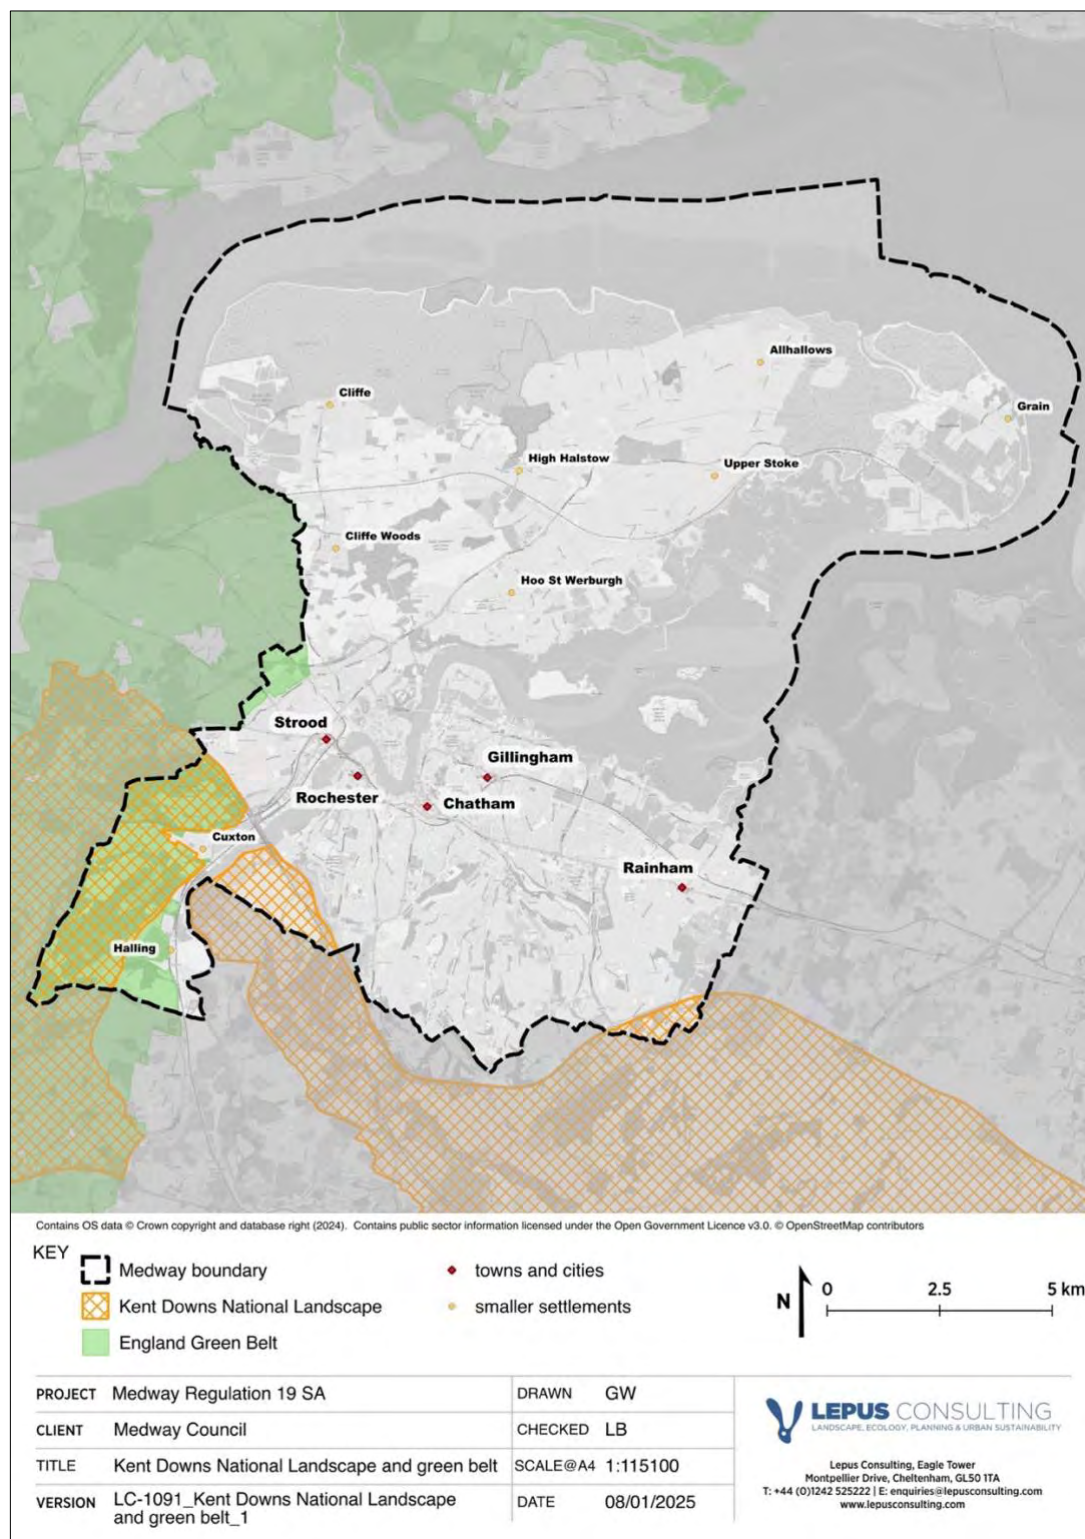 Allhallows
Cliffe
Grain
High Halstow
Upper Stoke
Cliffe Woods
Hoo St Werburgh
Strood
Gillingham
Rochester
Chatham
Cuxton
Rainham
Halling
Contains OS data © Crown copyright and database right (2024). Contains public sector information licensed under the Open Government Licence v3.0. © OpenStreetMap contributors
KEY
Medway boundary
Kent Downs National Landscape
England Green Belt
towns and cities
smaller settlements
N
0 2.5 5 km
PROJECT Medway Regulation 19 SA
CLIENT Medway Council
TITLE Kent Downs National Landscape and green belt
VERSION LC-1091_Kent Downs National Landscape
and green belt_1
DRAWN GW
CHECKED LB
SCALE@A4 1:115100
DATE 08/01/2025
LEPUS CONSULTING
LANDSCAPE, ECOLOGY, PLANNING & URBAN SUSTAINABILITY
Lepus Consulting, Eagle Tower
Montpellier Drive, Cheltenham, GL50 1TA
T: +44 (0)1242 525222 | E: enquiries@lepusconsulting.com
www.lepusconsulting.com